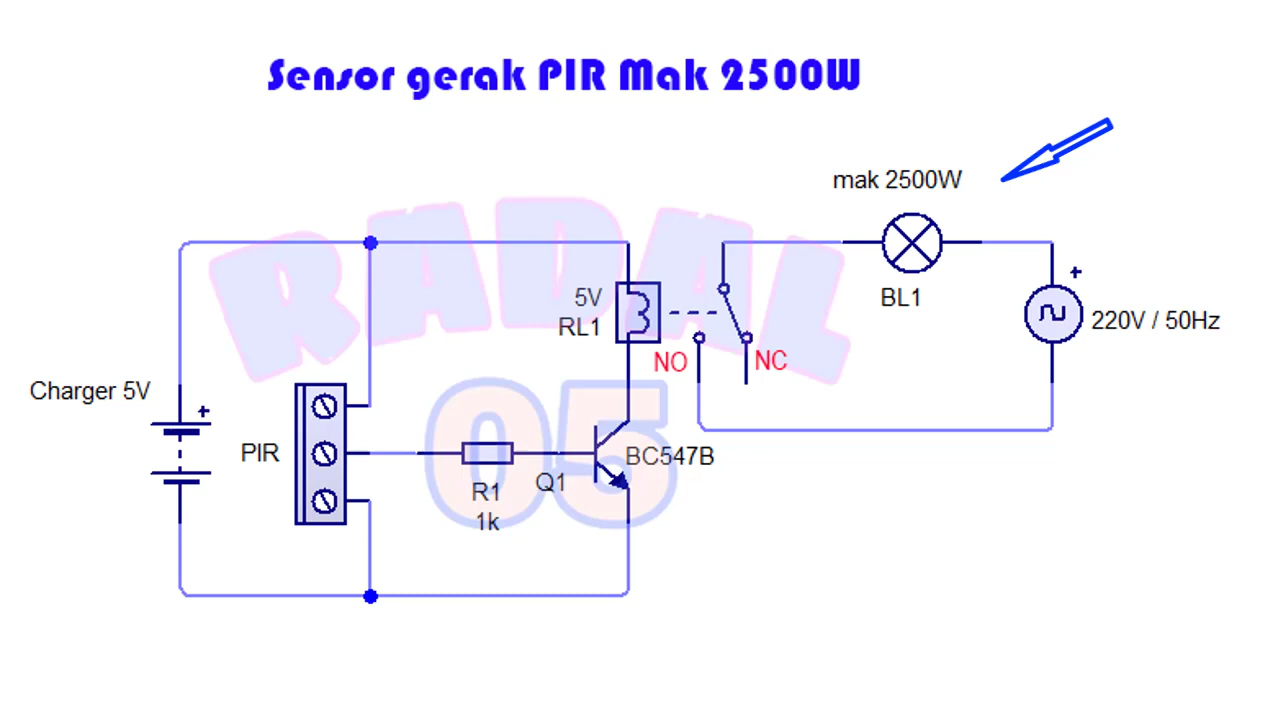 Sensor gerak PIR Mak 2500W
mak 2500W
RADAL
05
5V
RL1
BL1
+
220V / 50Hz
NO
NC
Charger 5V
+
PIR
BC547B
Q1
R1
1k